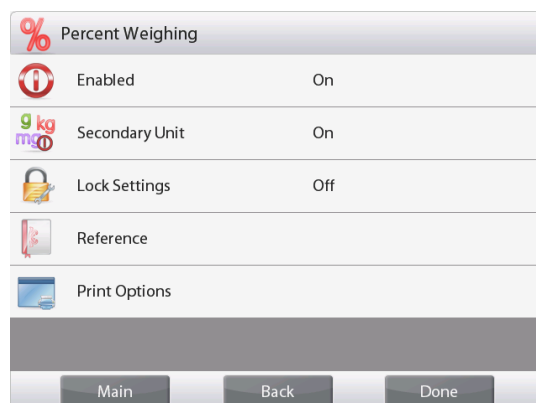 % Percent Weighing
Enabled On
g kg mg Secondary Unit On
Lock Settings Off
Reference
Print Options
Main Back Done